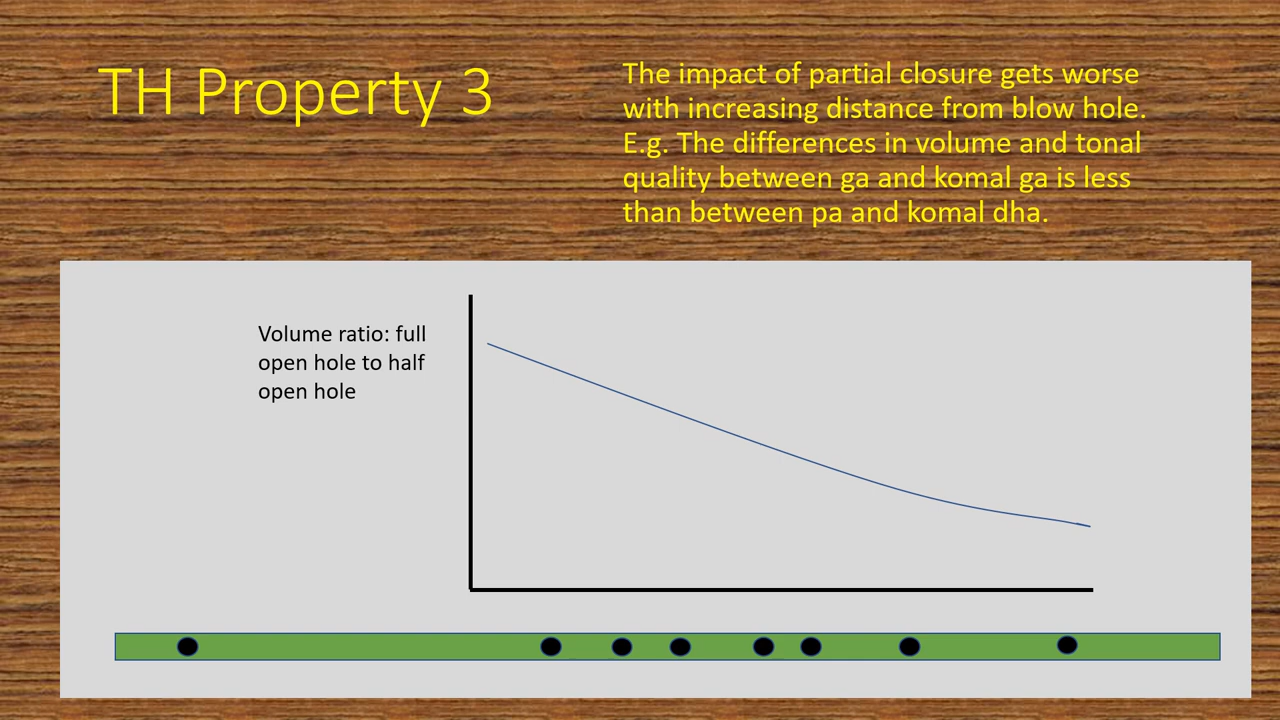 TH Property 3
The impact of partial closure gets worse
with increasing distance from blow hole.
E.g. The differences in volume and tonal
quality between ga and komal ga is less
than between pa and komal dha.
Volume ratio: full
open hole to half
open hole